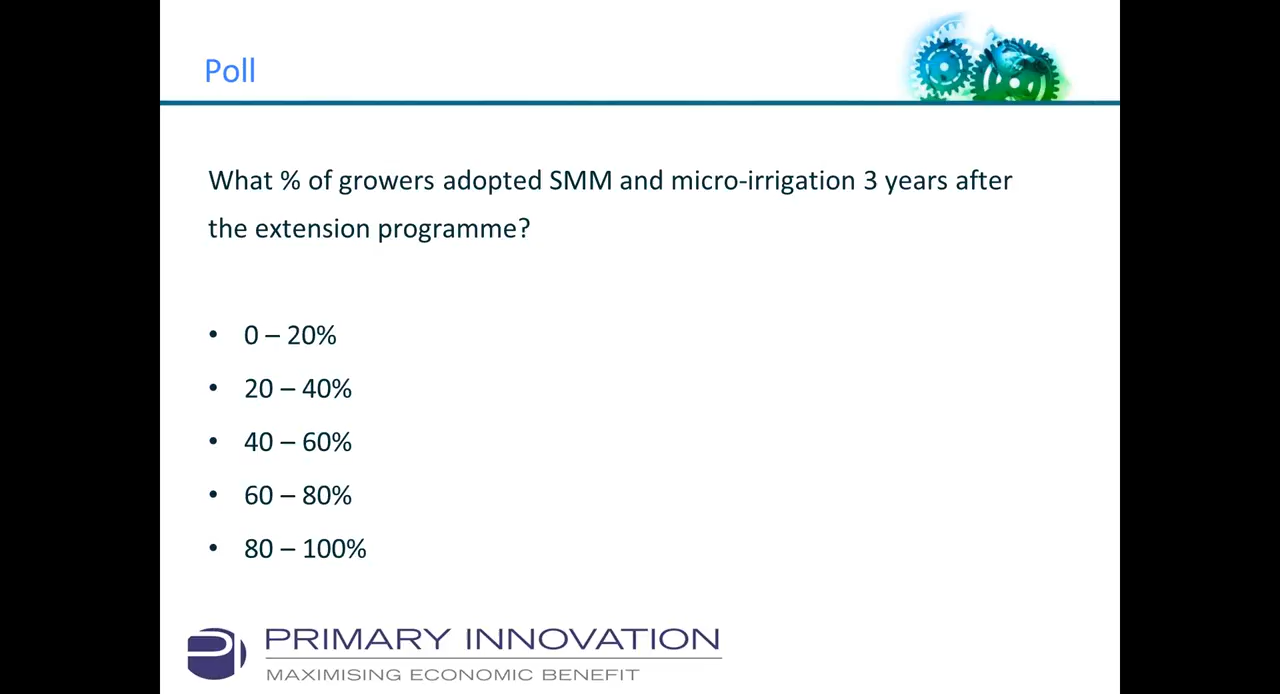 Poll
What % of growers adopted SMM and micro-irrigation 3 years after
the extension programme?
• 0 – 20%
• 20 – 40%
• 40 – 60%
• 60 – 80%
• 80 – 100%
PRIMARY INNOVATION
MAXIMISING ECONOMIC BENEFIT